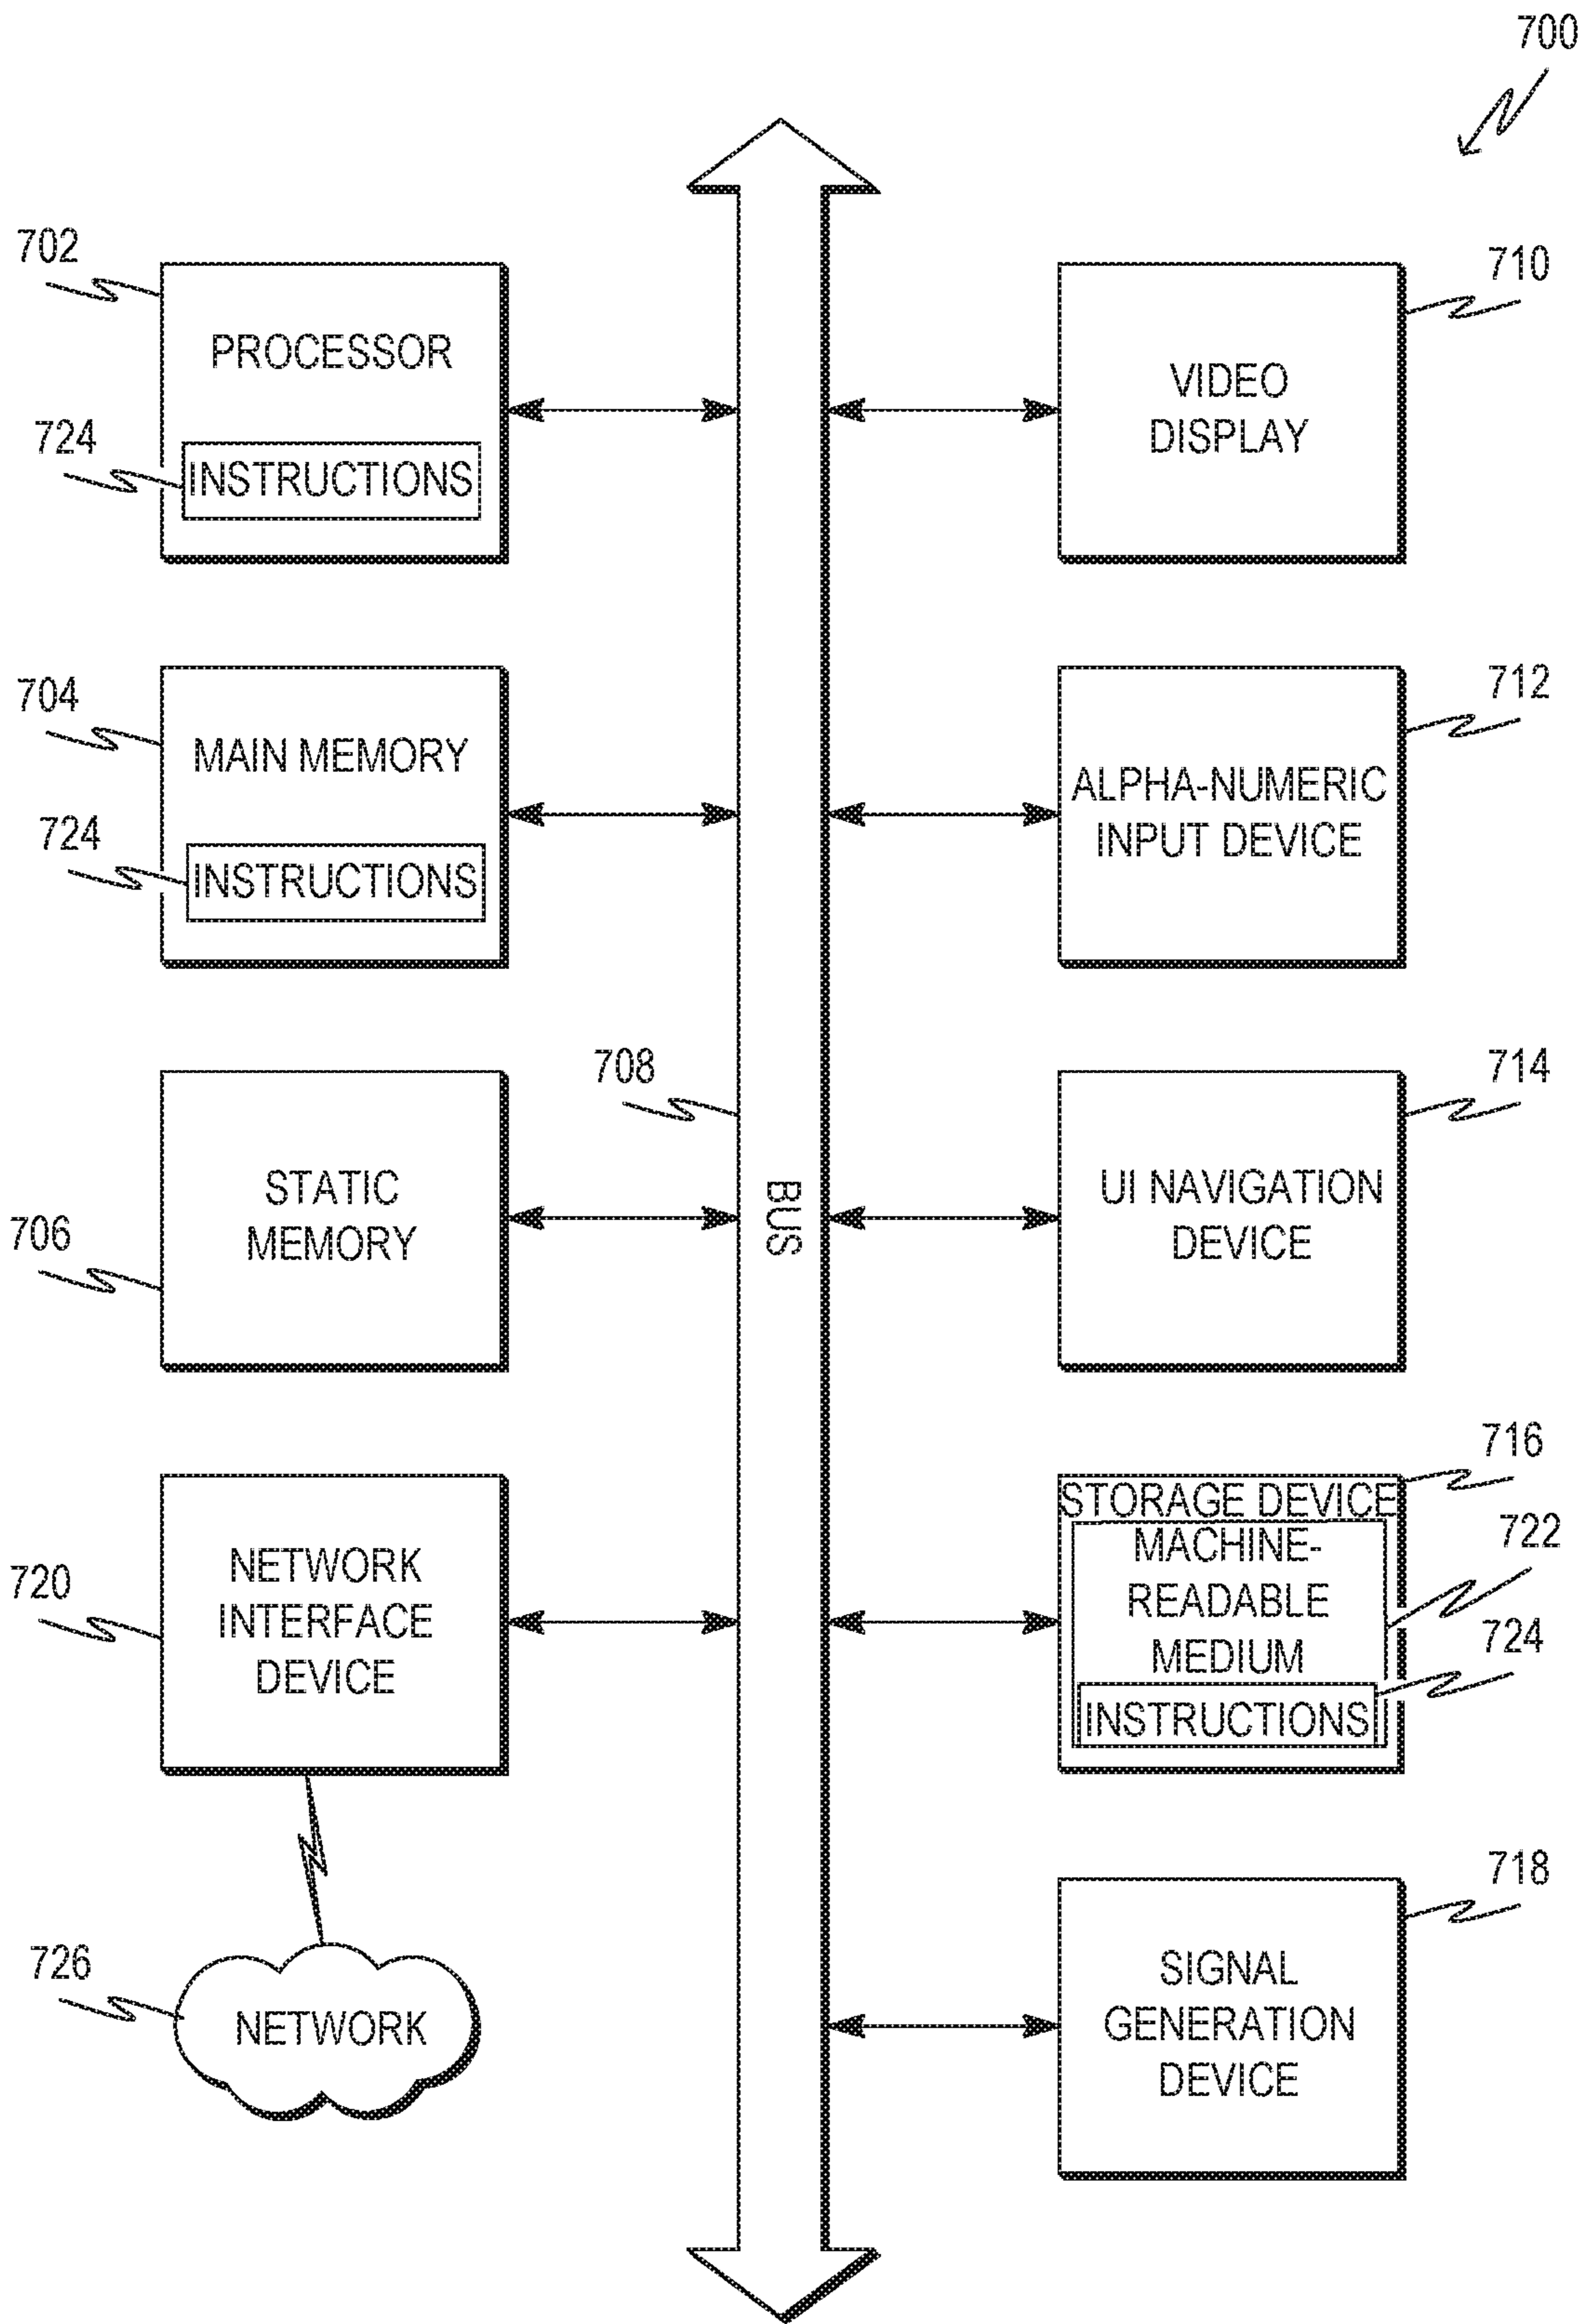 700
702
PROCESSOR
724
INSTRUCTIONS
710
VIDEO
DISPLAY
704
MAIN MEMORY
724
INSTRUCTIONS
712
ALPHA-NUMERIC
INPUT DEVICE
708
BUS
706
STATIC
MEMORY
714
UI NAVIGATION
DEVICE
720
NETWORK
INTERFACE
DEVICE
716
STORAGE DEVICE
722
MACHINE-
READABLE
MEDIUM
724
INSTRUCTIONS
726
NETWORK
718
SIGNAL
GENERATION
DEVICE